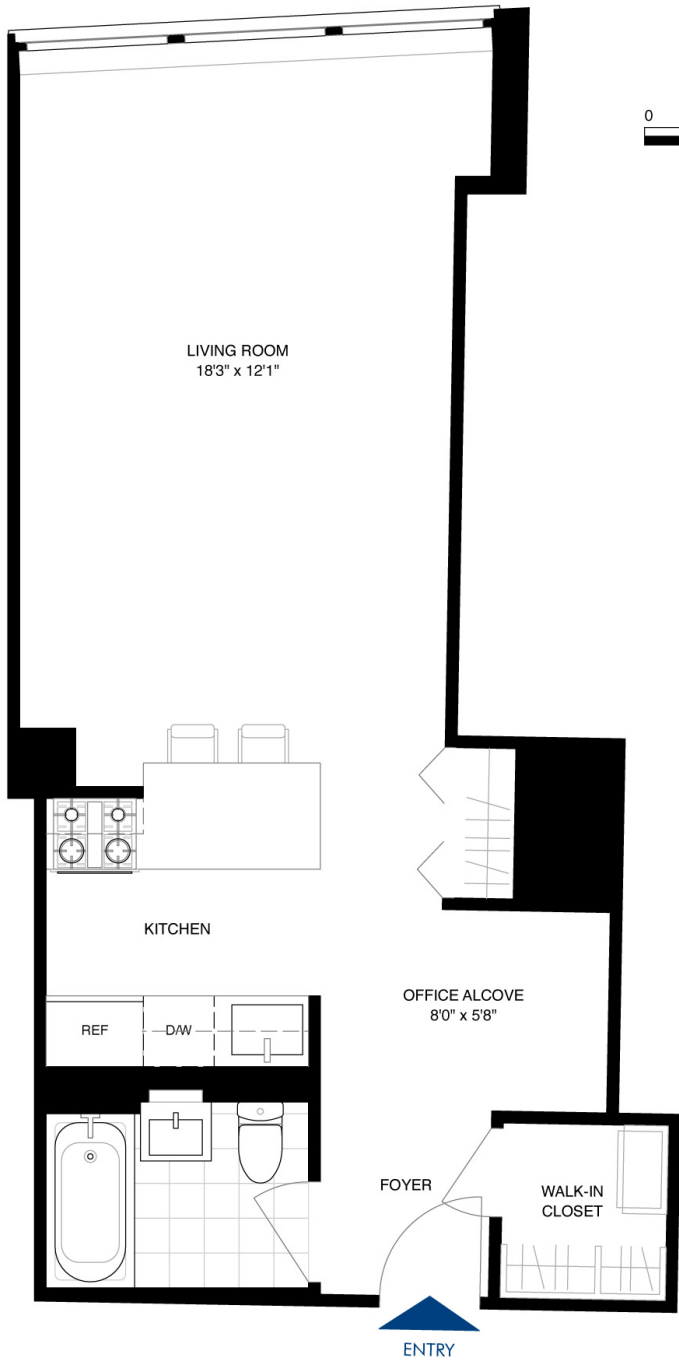 0
LIVING ROOM
18'3" x 12'1"
KITCHEN
OFFICE ALCOVE
8'0" x 5'8"
REF
D/W
FOYER
WALK-IN
CLOSET
ENTRY